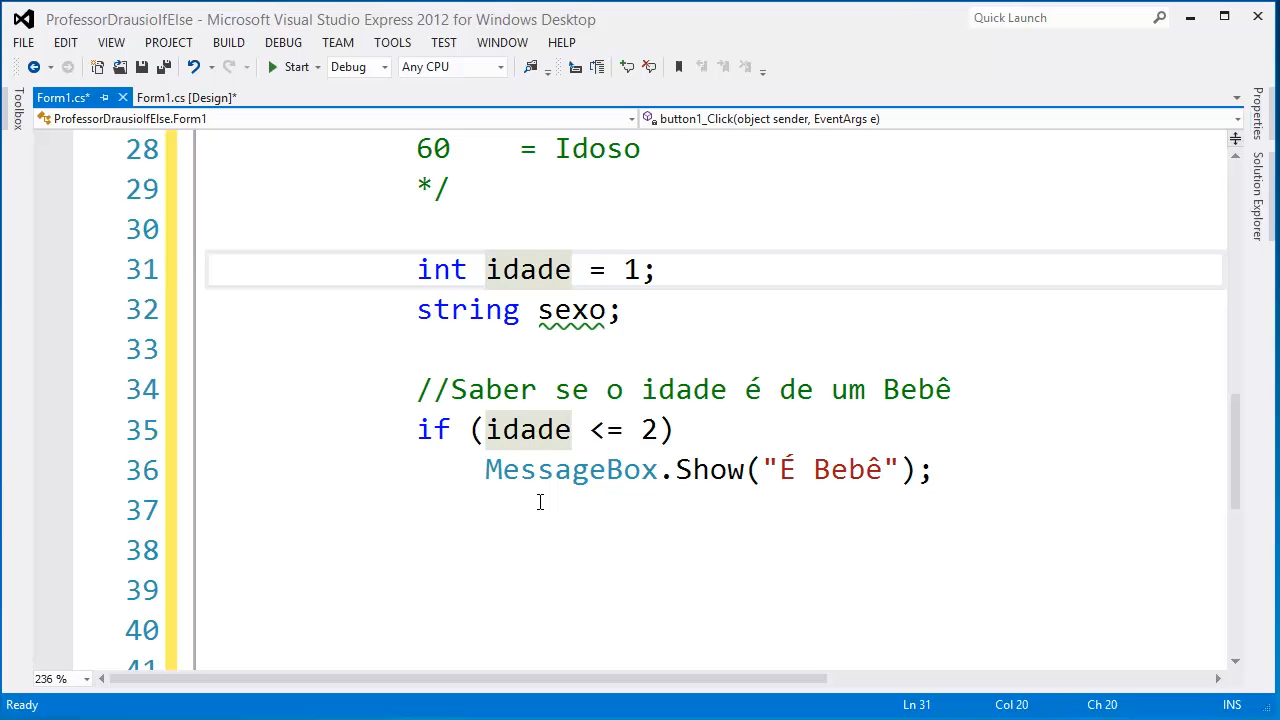 ProfessorDrausioIfElse - Microsoft Visual Studio Express 2012 for Windows Desktop
Quick Launch
FILE EDIT VIEW PROJECT BUILD DEBUG TEAM TOOLS TEST WINDOW HELP
Start Debug Any CPU
Toolbox
Form1.cs* Form1.cs [Design]*
ProfessorDrausioIfElse.Form1 button1_Click(object sender, EventArgs e)
Properties
Solution Explorer
28 60 = Idoso
29 */
30
31 int idade = 1;
32 string sexo;
33
34 //Saber se o idade é de um Bebê
35 if (idade <= 2)
36 MessageBox.Show("É Bebê");
37
38
39
40
41
236 %
Ready Ln 31 Col 20 Ch 20 INS